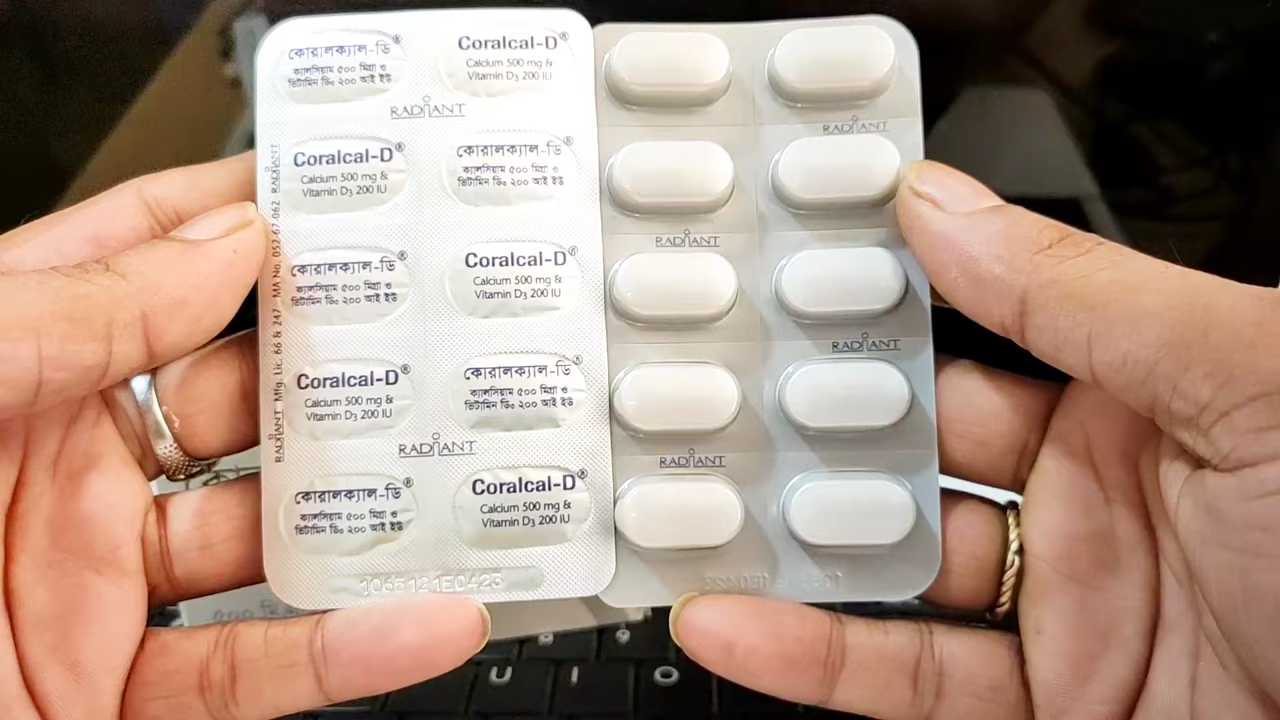 কোরালক্যাল-ডি®
ক্যালসিয়াম ৫০০ মিগ্রা ও
ভিটামিন ডি৩ ২০০ আই ইউ
Coralcal-D®
Calcium 500 mg &
Vitamin D3 200 IU
RADIANT
Coralcal-D®
Calcium 500 mg &
Vitamin D3 200 IU
কোরালক্যাল-ডি®
ক্যালসিয়াম ৫০০ মিগ্রা ও
ভিটামিন ডি৩ ২০০ আই ইউ
কোরালক্যাল-ডি®
ক্যালসিয়াম ৫০০ মিগ্রা ও
ভিটামিন ডি৩ ২০০ আই ইউ
Coralcal-D®
Calcium 500 mg &
Vitamin D3 200 IU
Coralcal-D®
Calcium 500 mg &
Vitamin D3 200 IU
কোরালক্যাল-ডি®
ক্যালসিয়াম ৫০০ মিগ্রা ও
ভিটামিন ডি৩ ২০০ আই ইউ
RADIANT
কোরালক্যাল-ডি®
ক্যালসিয়াম ৫০০ মিগ্রা ও
ভিটামিন ডি৩ ২০০ আই ইউ
Coralcal-D®
Calcium 500 mg &
Vitamin D3 200 IU
RADIANT Mfg. Lic. 66 & 247 MA No. 052-67-062 RADIANT
RADIANT
RADIANT
RADIANT
RADIANT
U I O